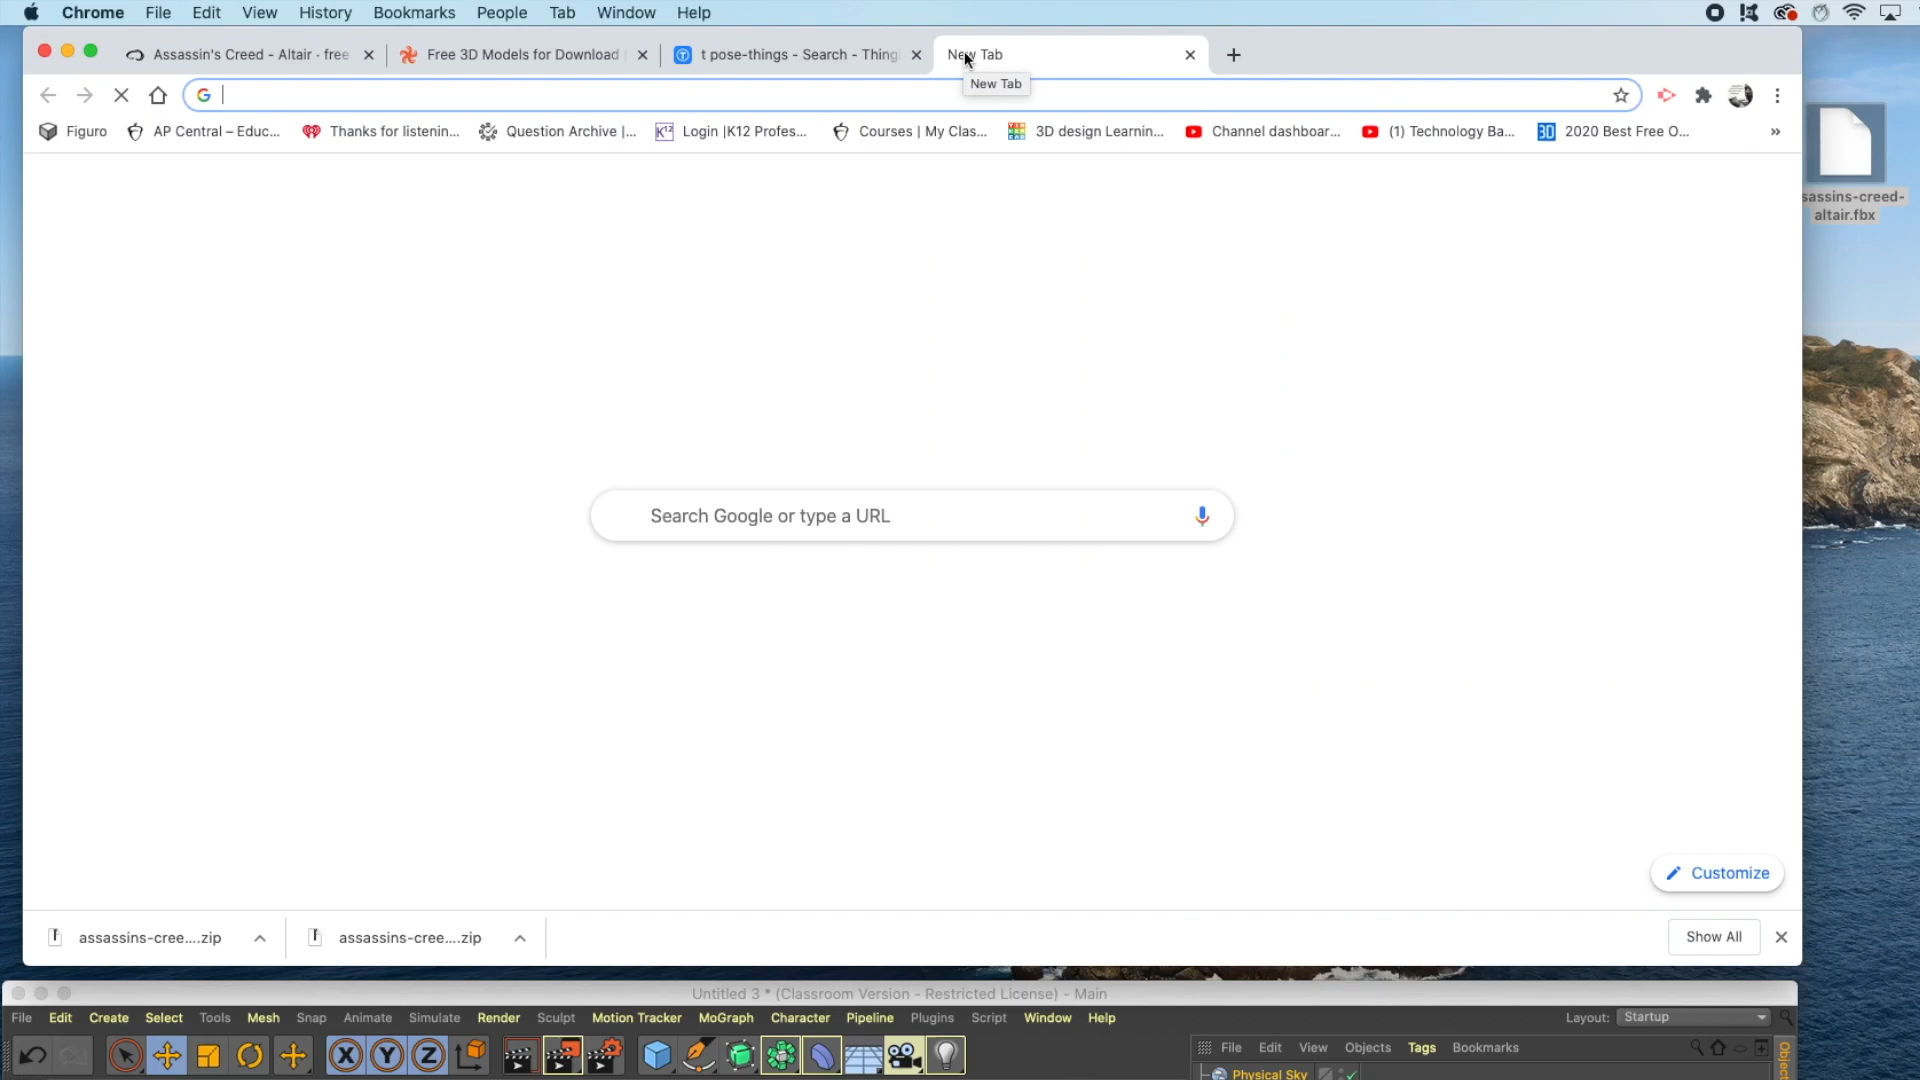 Chrome File Edit View History Bookmarks People Tab Window Help
Assassin's Creed - Altair · free Free 3D Models for Download t pose-things - Search - Thingi New Tab
New Tab
Figuro AP Central – Educ... Thanks for listenin... Question Archive |... K12 Login |K12 Profes... Courses | My Clas... 3D design Learnin... Channel dashboar... (1) Technology Ba... 3D 2020 Best Free O... »
sassins-creed-
altair.fbx
Search Google or type a URL
Customize
assassins-cree....zip assassins-cree....zip Show All
Untitled 3 * (Classroom Version - Restricted License) - Main
File Edit Create Select Tools Mesh Snap Animate Simulate Render Sculpt Motion Tracker MoGraph Character Pipeline Plugins Script Window Help Layout: Startup
X Y Z File Edit View Objects Tags Bookmarks
Physical Sky